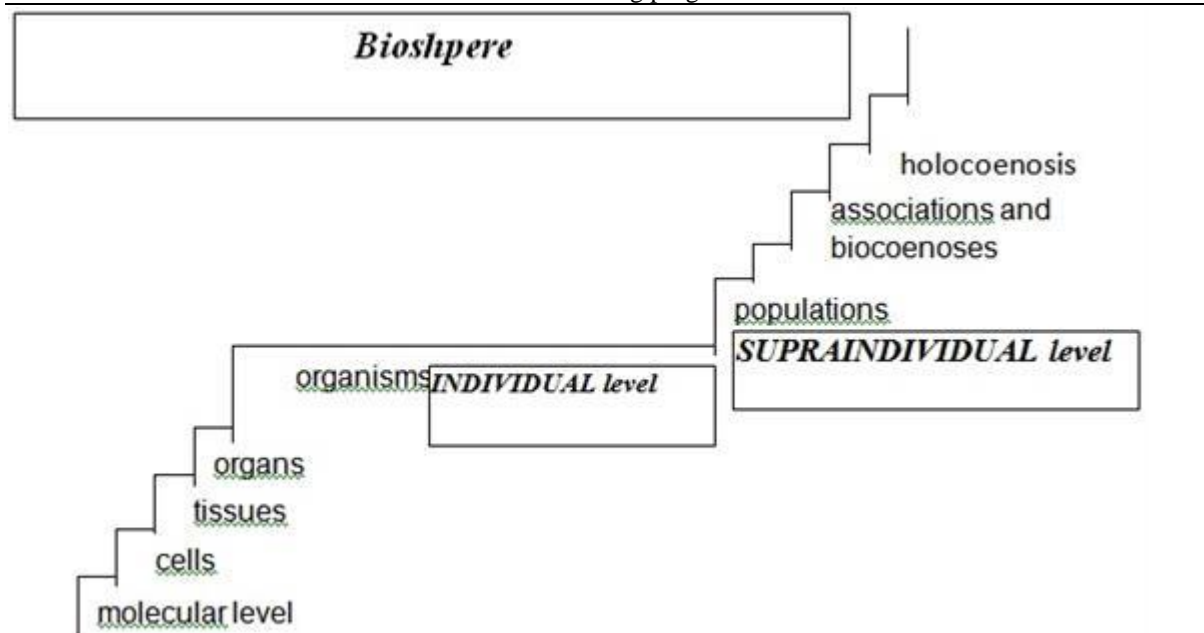 Bioshpere
holocoenosis
associations and
biocoenoses
populations
SUPRAINDIVIDUAL level
organisms
INDIVIDUAL level
organs
tissues
cells
molecular level